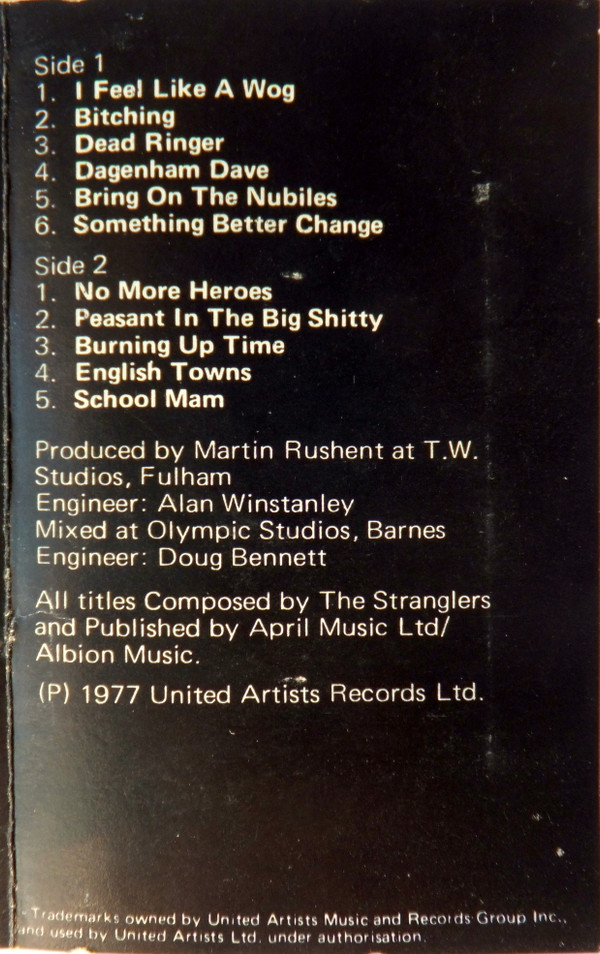 Side 1
1. I Feel Like A Wog
2. Bitching
3. Dead Ringer
4. Dagenham Dave
5. Bring On The Nubiles
6. Something Better Change
Side 2
1. No More Heroes
2. Peasant In The Big Shitty
3. Burning Up Time
4. English Towns
5. School Mam
Produced by Martin Rushent at T.W.
Studios, Fulham
Engineer: Alan Winstanley
Mixed at Olympic Studios, Barnes
Engineer: Doug Bennett
All titles Composed by The Stranglers
and Published by April Music Ltd/
Albion Music.
(P) 1977 United Artists Records Ltd.
Trademarks owned by United Artists Music and Records Group Inc.,
and used by United Artists Ltd. under authorisation.